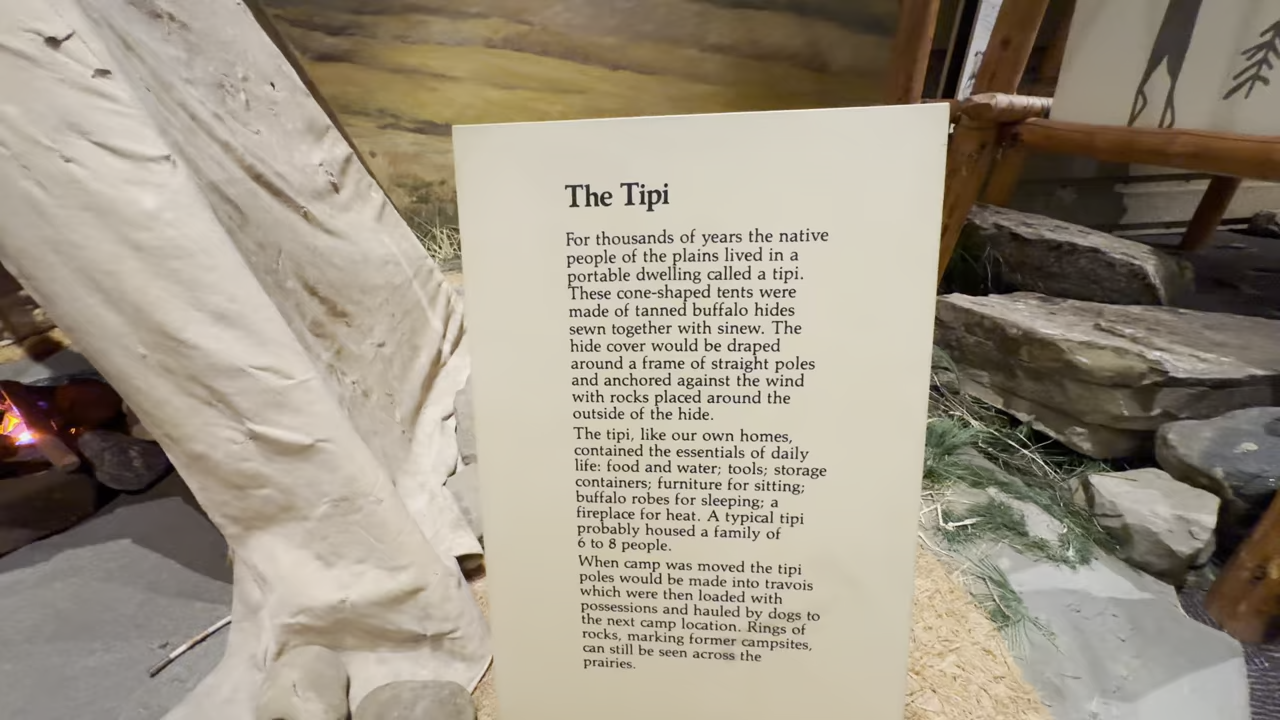 The Tipi
For thousands of years the native
people of the plains lived in a
portable dwelling called a tipi.
These cone-shaped tents were
made of tanned buffalo hides
sewn together with sinew. The
hide cover would be draped
around a frame of straight poles
and anchored against the wind
with rocks placed around the
outside of the hide.
The tipi, like our own homes,
contained the essentials of daily
life: food and water; tools; storage
containers; furniture for sitting;
buffalo robes for sleeping; a
fireplace for heat. A typical tipi
probably housed a family of
6 to 8 people.
When camp was moved the tipi
poles would be made into travois
which were then loaded with
possessions and hauled by dogs to
the next camp location. Rings of
rocks, marking former campsites,
can still be seen across the
prairies.